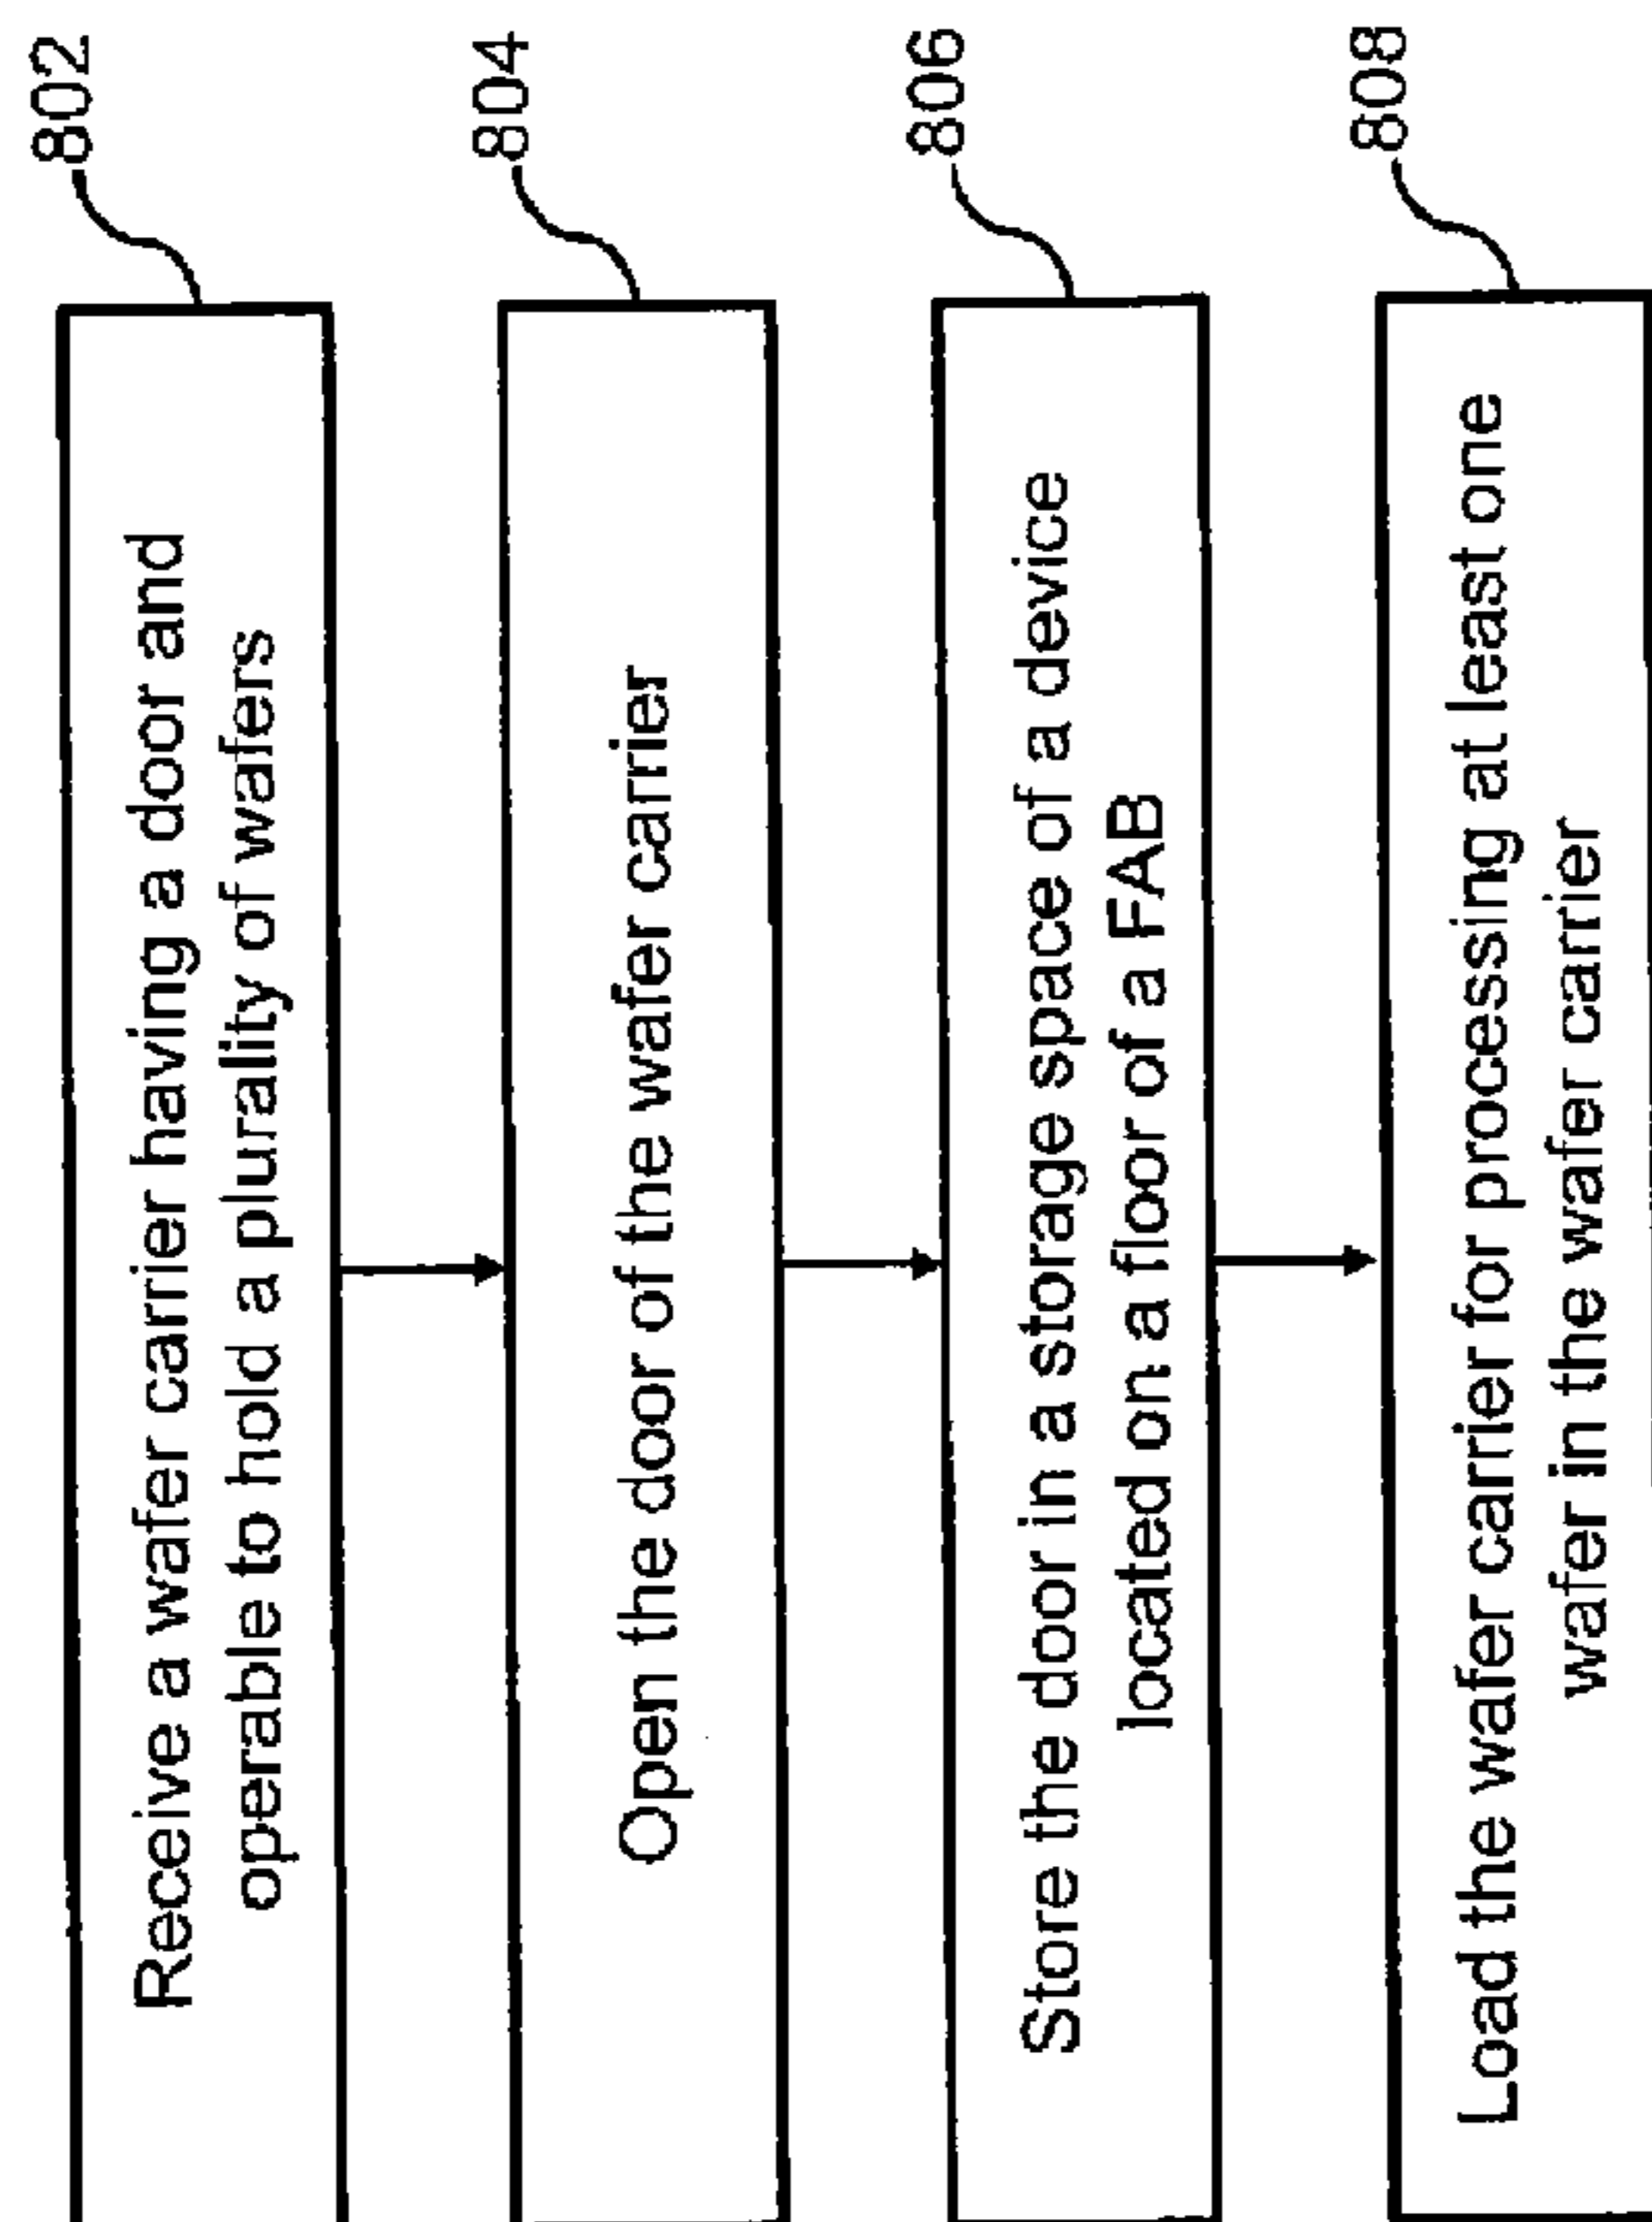 802
Receive a wafer carrier having a door and
operable to hold a plurality of wafers
804
Open the door of the wafer carrier
806
Store the door in a storage space of a device
located on a floor of a FAB
808
Load the wafer carrier for processing at least one
wafer in the wafer carrier